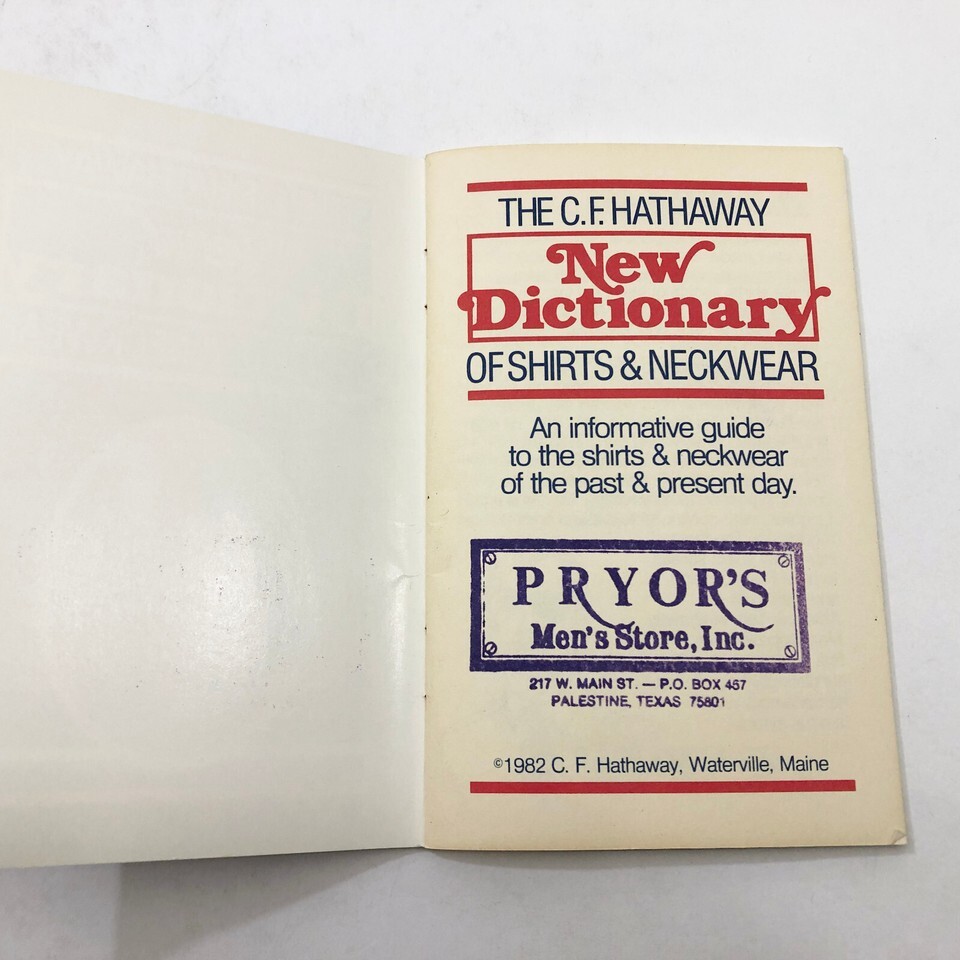 THE C.F. HATHAWAY
New
Dictionary
OF SHIRTS & NECKWEAR
An informative guide
to the shirts & neckwear
of the past & present day.
PRYOR'S
Men's Store, Inc.
217 W. MAIN ST. — P.O. BOX 457
PALESTINE, TEXAS 75801
©1982 C. F. Hathaway, Waterville, Maine